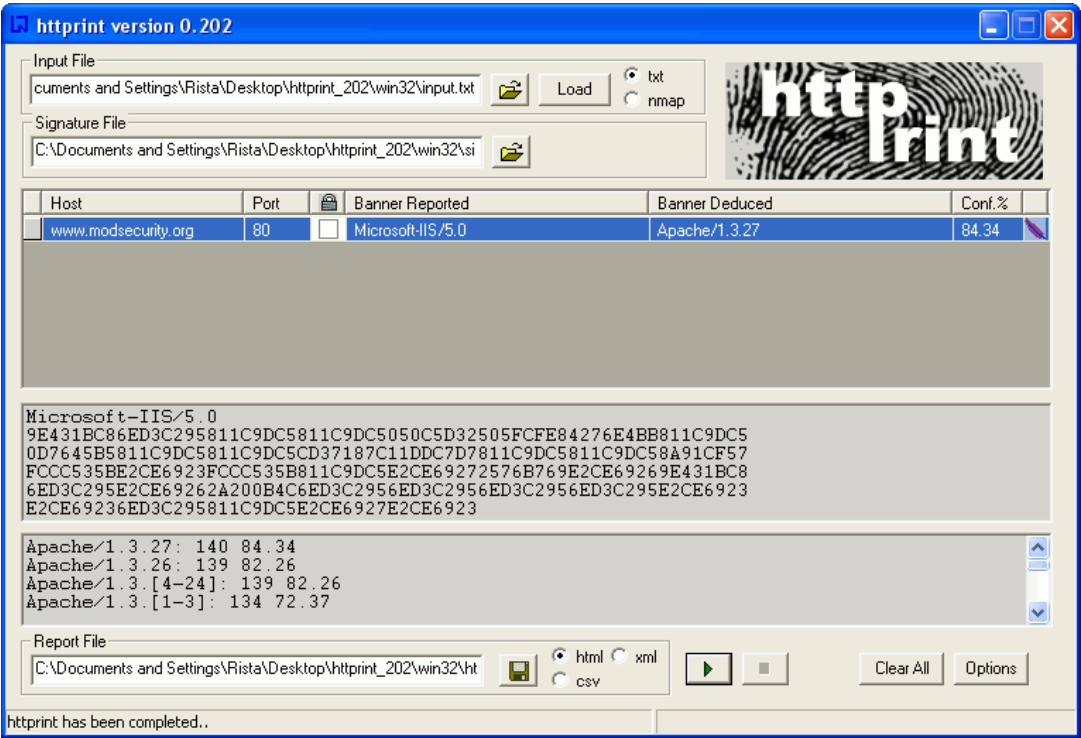 httprint version 0.202
Input File
cuments and Settings\Rista\Desktop\httprint_202\win32\input.txt
Load
txt
nmap
http
rint
Signature File
C:\Documents and Settings\Rista\Desktop\httprint_202\win32\si
Host Port Banner Reported Banner Deduced Conf.%
www.modsecurity.org 80 Microsoft-IIS/5.0 Apache/1.3.27 84.34
Microsoft-IIS/5.0
9E431BC86ED3C295811C9DC5811C9DC5050C5D32505FCFE84276E4BB811C9DC5
0D7645B5811C9DC5811C9DC5CD37187C11DDC7D7811C9DC5811C9DC58A91CF57
FCCC535BE2CE6923FCCC535B811C9DC5E2CE69272576B769E2CE69269E431BC8
6ED3C295E2CE69262A200B4C6ED3C2956ED3C2956ED3C2956ED3C295E2CE6923
E2CE69236ED3C295811C9DC5E2CE6927E2CE6923
Apache/1.3.27: 140 84.34
Apache/1.3.26: 139 82.26
Apache/1.3.[4-24]: 139 82.26
Apache/1.3.[1-3]: 134 72.37
Report File
C:\Documents and Settings\Rista\Desktop\httprint_202\win32\ht
html xml
csv
Clear All Options
httprint has been completed..